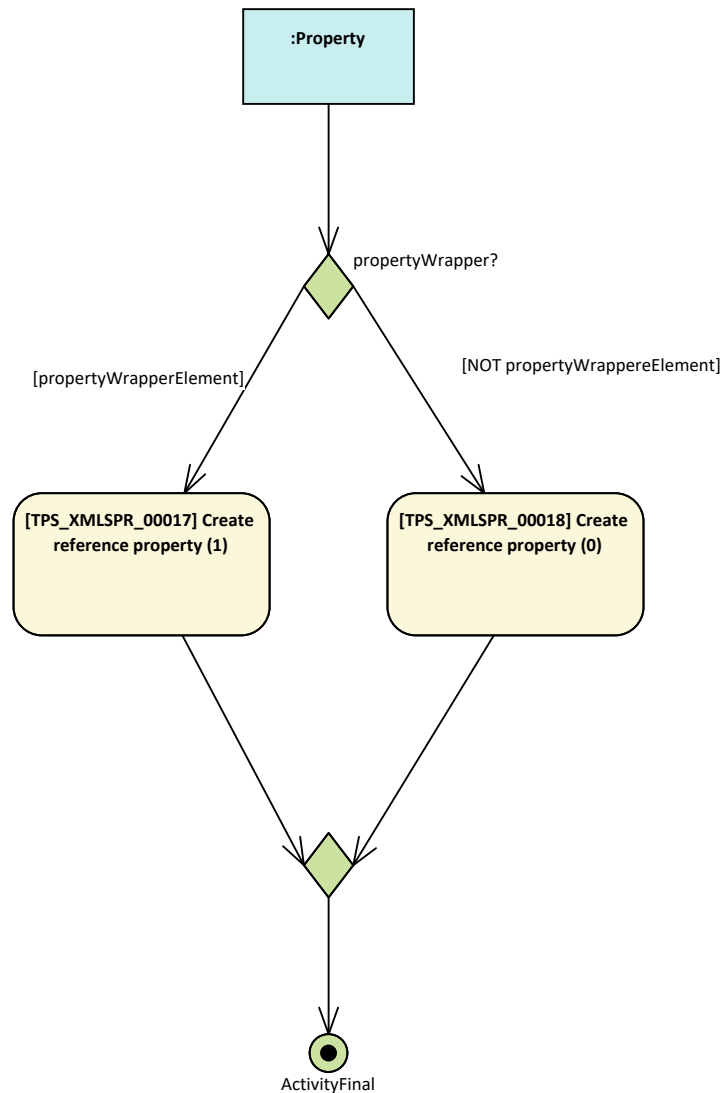 :Property
propertyWrapper?
[propertyWrapperElement]
[NOT propertyWrappereElement]
[TPS_XMLSPR_00017] Create
reference property (1)
[TPS_XMLSPR_00018] Create
reference property (0)
ActivityFinal